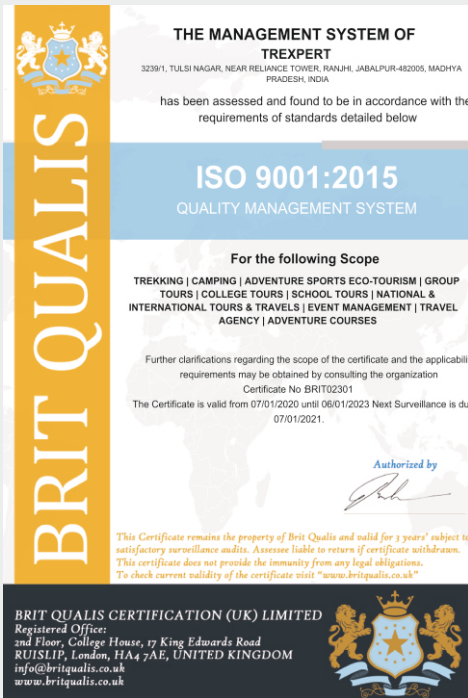 BRIT QUALIS
THE MANAGEMENT SYSTEM OF
TREXPERT
3239/1, TULSI NAGAR, NEAR RELIANCE TOWER, RANJHI, JABALPUR-482005, MADHYA
PRADESH, INDIA
has been assessed and found to be in accordance with the
requirements of standards detailed below
ISO 9001:2015
QUALITY MANAGEMENT SYSTEM
For the following Scope
TREKKING | CAMPING | ADVENTURE SPORTS ECO-TOURISM | GROUP
TOURS | COLLEGE TOURS | SCHOOL TOURS | NATIONAL &
INTERNATIONAL TOURS & TRAVELS | EVENT MANAGEMENT | TRAVEL
AGENCY | ADVENTURE COURSES
Further clarifications regarding the scope of the certificate and the applicabili
requirements may be obtained by consulting the organization
Certificate No :BRIT02301
The Certificate is valid from 07/01/2020 until 06/01/2023 Next Surveillance is du
07/01/2021.
Authorized by
This Certificate remains the property of Brit Qualis and valid for 3 years' subject to
satisfactory surveillance audits. Assessee liable to return if certificate withdrawn.
This certificate does not provide the immunity from any legal obligations.
To check current validity of the certificate visit "www.britqualis.co.uk"
BRIT QUALIS CERTIFICATION (UK) LIMITED
Registered Office:
2nd Floor, College House, 17 King Edwards Road
RUISLIP, London, HA4 7AE, UNITED KINGDOM
info@britqualis.co.uk
www.britqualis.co.uk